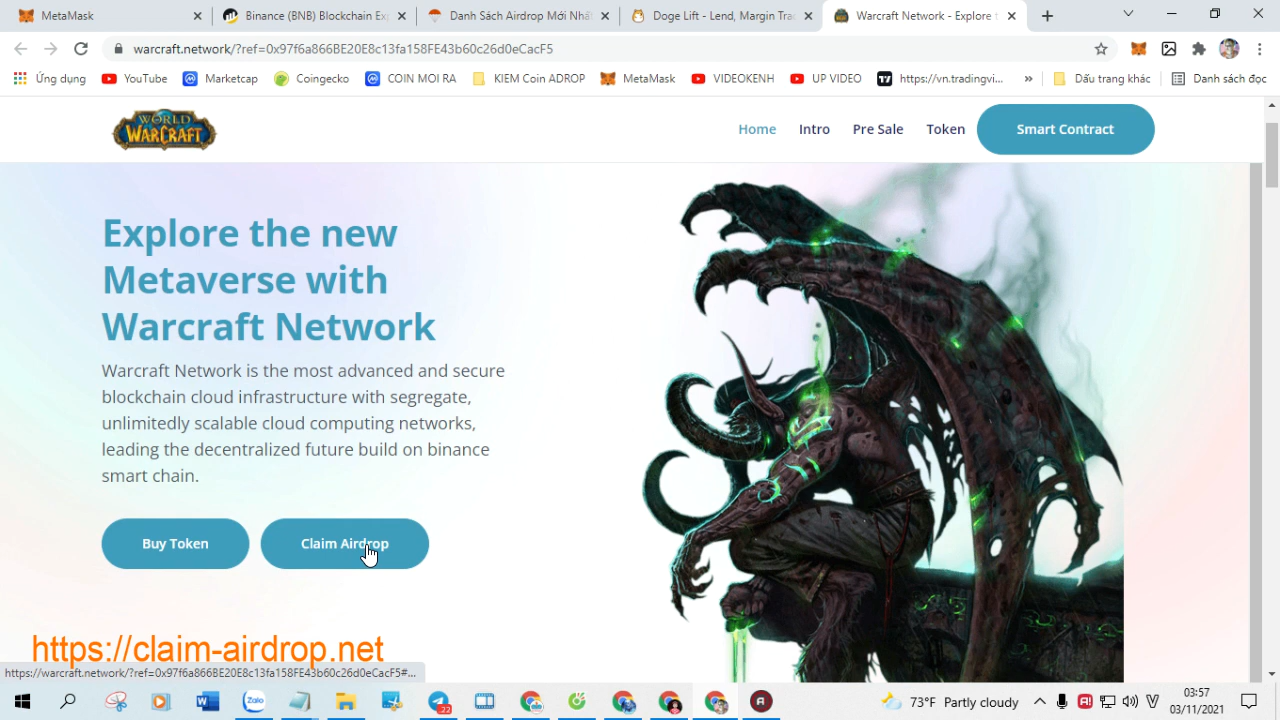 MetaMask
Binance (BNB) Blockchain Exp
Danh Sách Airdrop Mới Nhất
Doge Lift - Lend, Margin Tra
Warcraft Network - Explore t
warcraft.network/?ref=0x97f6a866BE20E8c13fa158FE43b60c26d0eCacF5
Ứng dụng
YouTube
Marketcap
Coingecko
COIN MOI RA
KIEM Coin ADROP
MetaMask
VIDEOKENH
UP VIDEO
https://vn.tradingvi...
»
Dấu trang khác
Danh sách đọc
WORLD
WARCRAFT
Home
Intro
Pre Sale
Token
Smart Contract
Explore the new
Metaverse with
Warcraft Network
Warcraft Network is the most advanced and secure
blockchain cloud infrastructure with segregate,
unlimitedly scalable cloud computing networks,
leading the decentralized future build on binance
smart chain.
Buy Token
Claim Airdrop
https://claim-airdrop.net
https://warcraft.network/?ref=0x97f6a866BE20E8c13fa158FE43b60c26d0eCacF5#...
Zalo
22
73°F Partly cloudy
03:57
03/11/2021